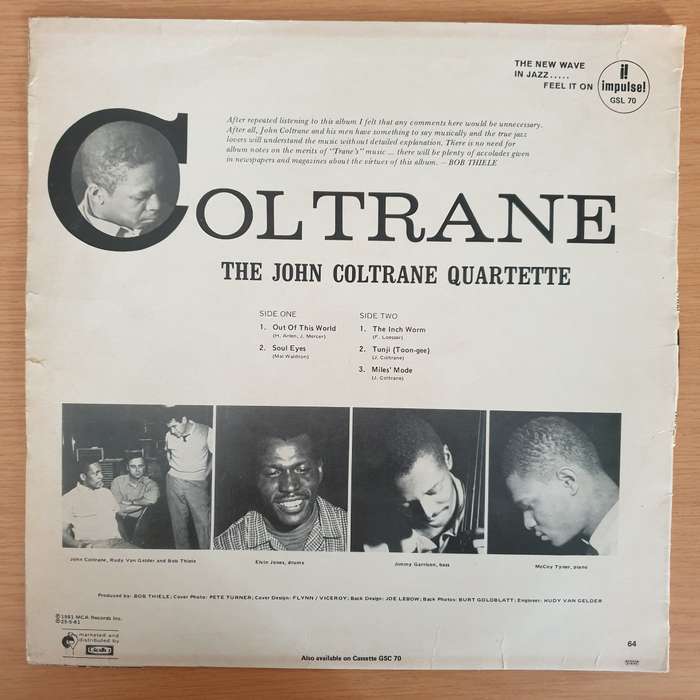 THE NEW WAVE
IN JAZZ.....
FEEL IT ON
impulse!
GSL 70
After repeated listening to this album I felt that any comments here would be unnecessary.
After all, John Coltrane and his men have something to say musically and the true jazz
lovers will understand the music without detailed explanation. There is no need for
album notes on the merits of "Trane's" music ... there will be plenty of accolades given
in newspapers and magazines about the virtues of this album. — BOB THIELE
COLTRANE
THE JOHN COLTRANE QUARTETTE
SIDE ONE
1. Out Of This World
(H. Arlen, J. Mercer)
2. Soul Eyes
(Mal Waldron)
SIDE TWO
1. The Inch Worm
(F. Loesser)
2. Tunji (Toon-gee)
(J. Coltrane)
3. Miles' Mode
(J. Coltrane)
John Coltrane, Rudy Van Gelder and Bob Thiele
Elvin Jones, drums
Jimmy Garrison, bass
McCoy Tyner, piano
Produced by: BOB THIELE; Cover Photo: PETE TURNER; Cover Design: FLYNN / VICEROY; Back Design: JOE LEBOW; Back Photos: BURT GOLDBLATT; Engineer: RUDY VAN GELDER
Ⓒ1981 MCA Records Inc.
25-5-81
marketed and
distributed by
Gallo
64
Also available on Cassette GSC 70